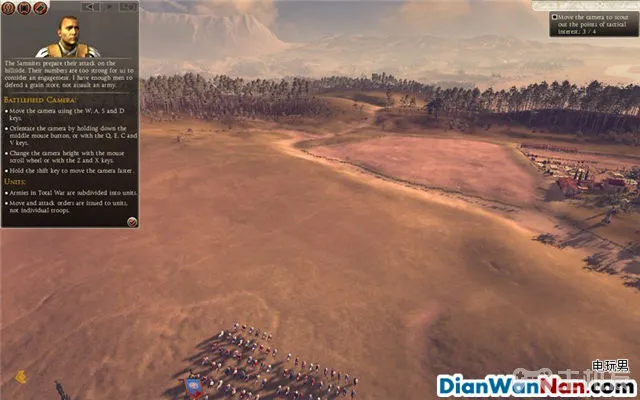 The Samnites prepare their attack on the
hillside. Their numbers are too strong for us to
consider an engagement. I have enough men to
defend a grain store, not assault an army.
BATTLEFIELD CAMERA:
Move the camera using the W, A, S and D
keys.
Orientate the camera by holding down the
middle mouse button, or with the Q, E, C and
V keys.
Change the camera height with the mouse
scroll wheel or with the Z and X keys.
Hold the shift key to move the camera faster.
UNITS:
Armies in Total War are subdivided into units.
Move and attack orders are issued to units,
not individual troops.
Move the camera to scout
out the points of tactical
interest: 3 / 4
电玩男
DianWanNan.com